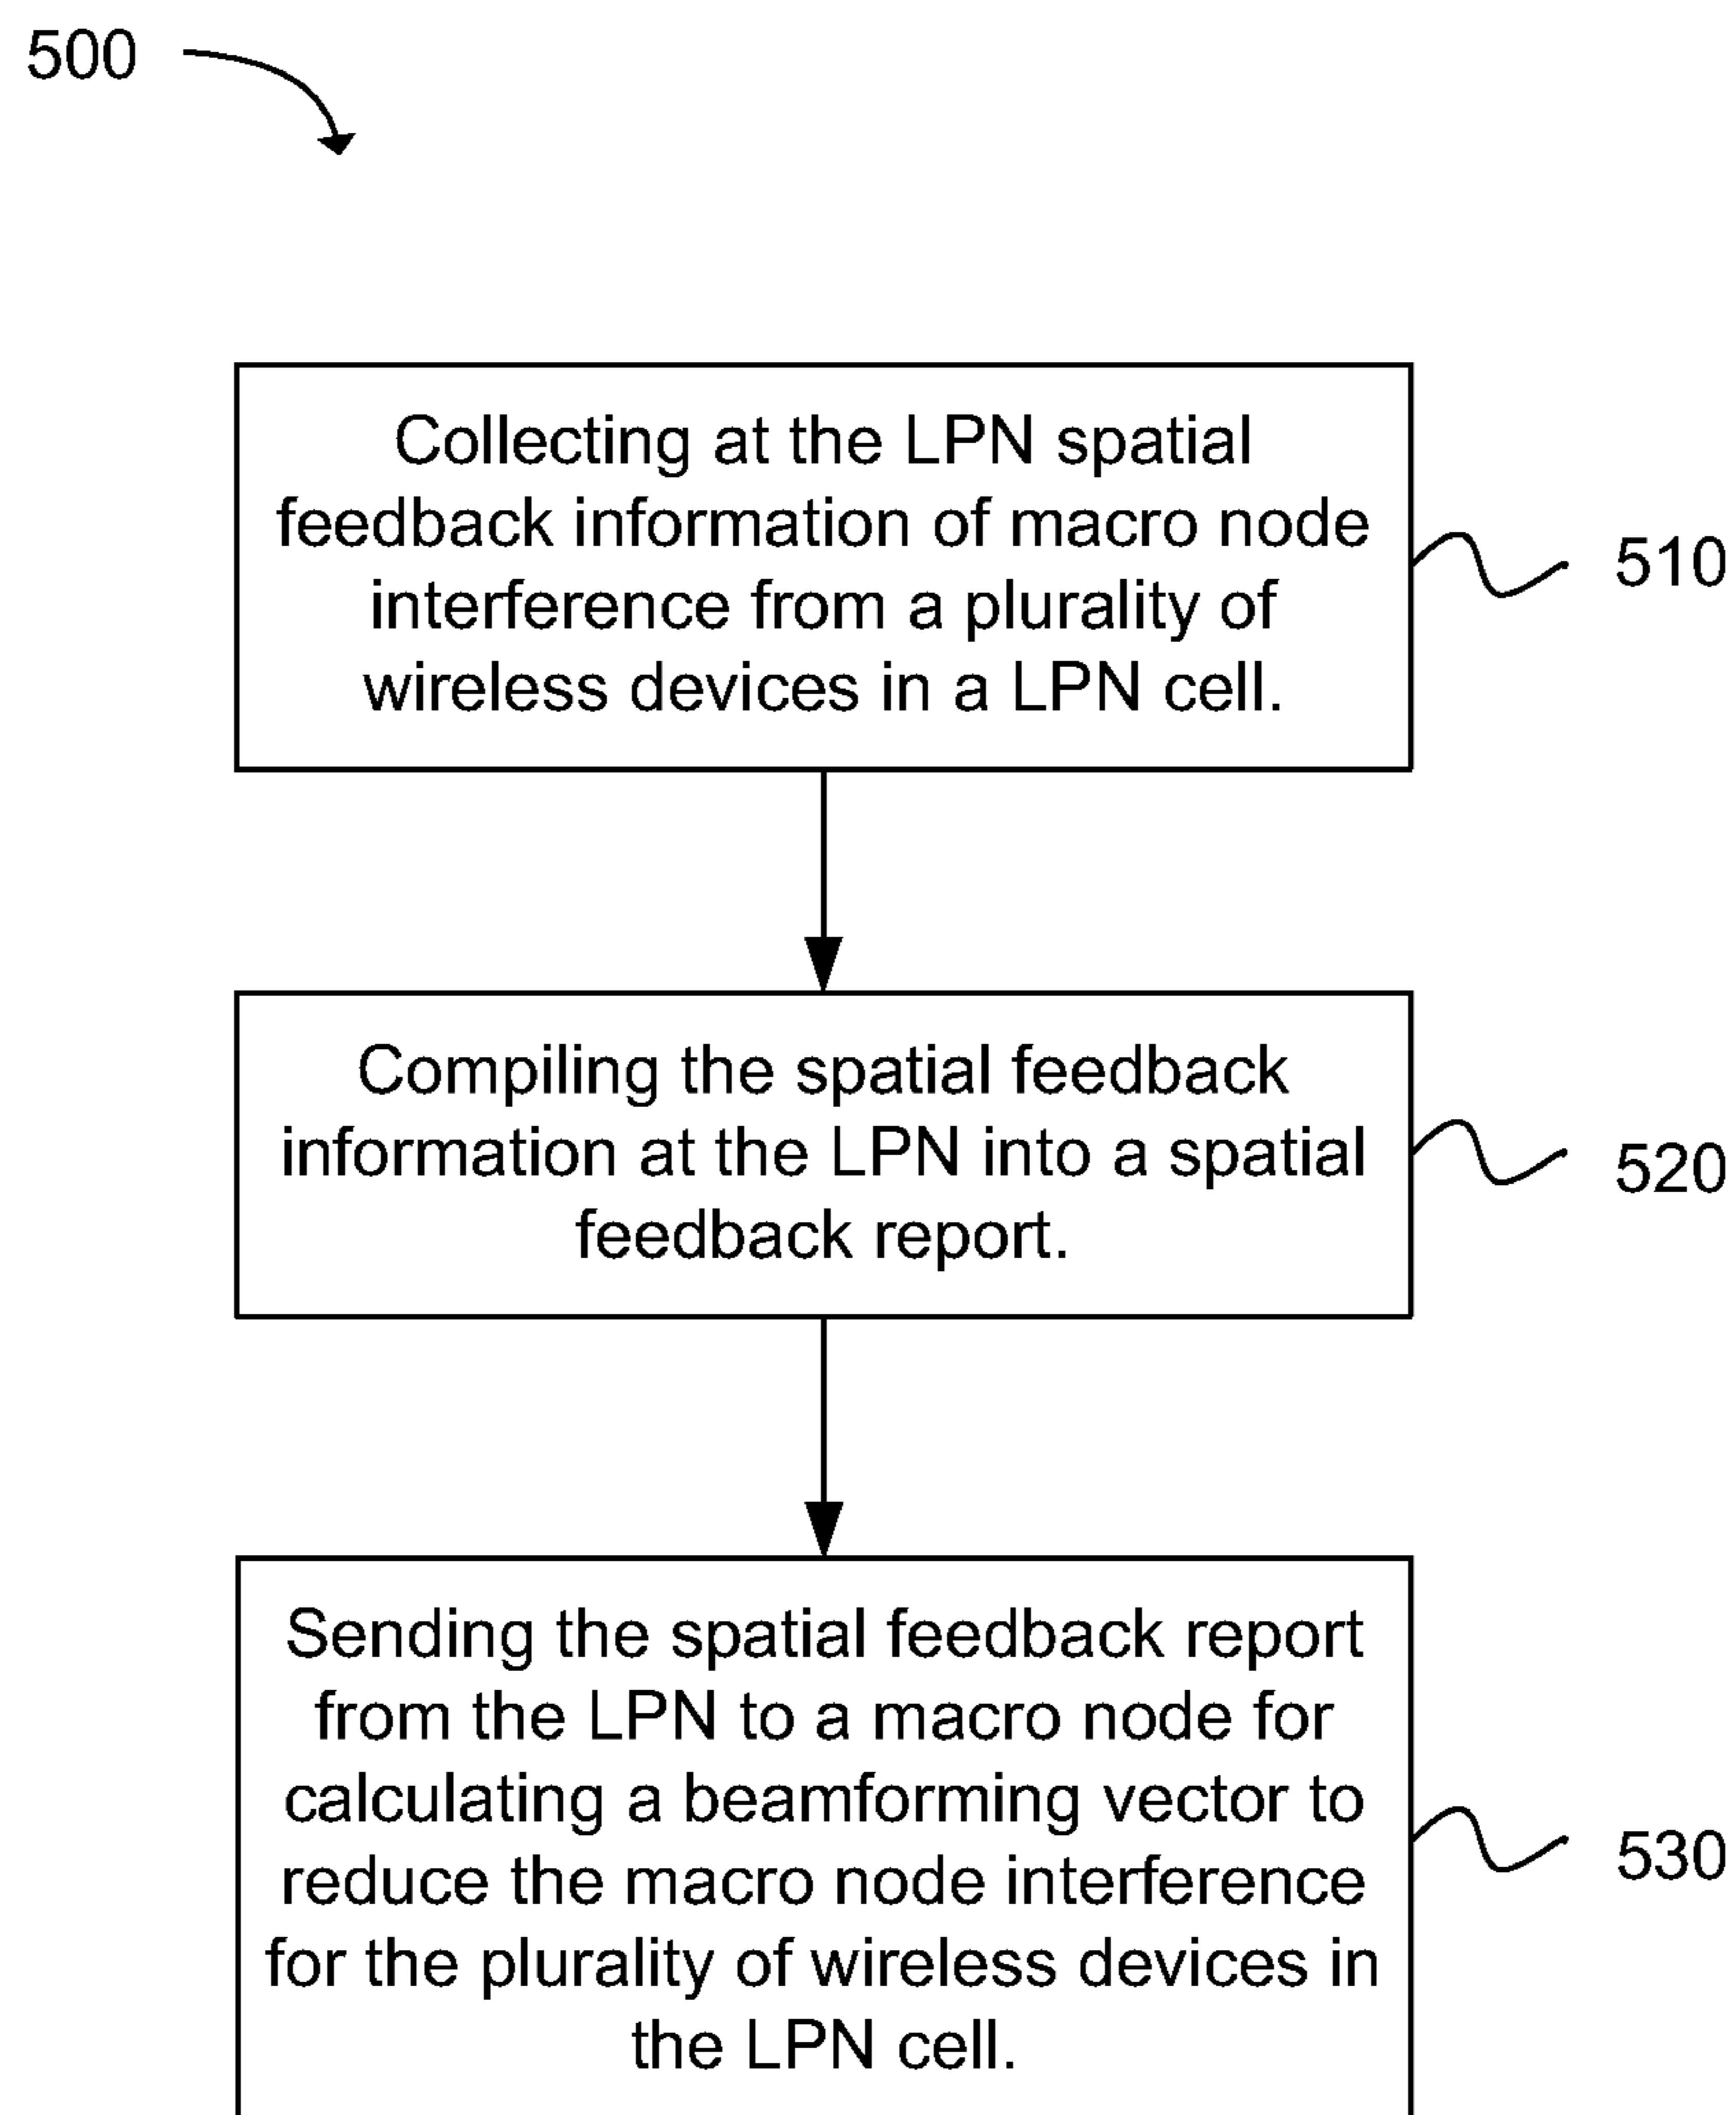 500
Collecting at the LPN spatial
feedback information of macro node
interference from a plurality of
wireless devices in a LPN cell.
510
Compiling the spatial feedback
information at the LPN into a spatial
feedback report.
520
Sending the spatial feedback report
from the LPN to a macro node for
calculating a beamforming vector to
reduce the macro node interference
for the plurality of wireless devices in
the LPN cell.
530